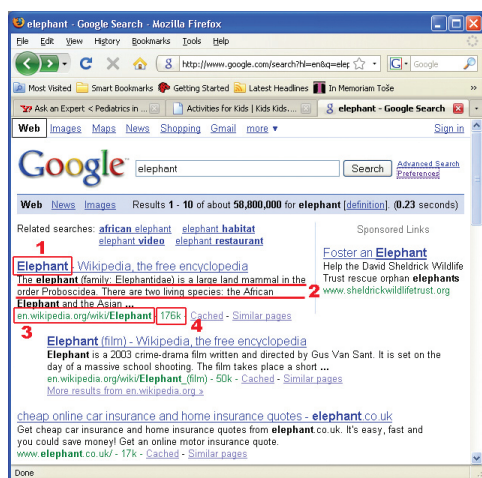 elephant - Google Search - Mozilla Firefox
File Edit View History Bookmarks Tools Help
http://www.google.com/search?hl=en&q=elep Google
Most Visited Smart Bookmarks Getting Started Latest Headlines In Memoriam Toše
Ask an Expert < Pediatrics in ... Activities for Kids | Kids Kids.... elephant - Google Search
Web Images Maps News Shopping Gmail more ▼ Sign in
Google elephant Search Advanced Search
Preferences
Web News Images Results 1 - 10 of about 58,800,000 for elephant [definition]. (0.23 seconds)
Related searches: african elephant elephant habitat
elephant video elephant restaurant
Sponsored Links
1
Elephant - Wikipedia, the free encyclopedia
The elephant (family: Elephantidae) is a large land mammal in the
order Proboscidea. There are two living species: the African
2
Elephant and the Asian ...
en.wikipedia.org/wiki/Elephant - 176k - Cached - Similar pages
3 4
Foster an Elephant
Help the David Sheldrick Wildlife
Trust rescue orphan elephants
www.sheldrickwildlifetrust.org
Elephant (film) - Wikipedia, the free encyclopedia
Elephant is a 2003 crime-drama film written and directed by Gus Van Sant. It is set on the
day of a massive school shooting. The film takes place a short ...
en.wikipedia.org/wiki/Elephant_(film) - 50k - Cached - Similar pages
More results from en.wikipedia.org »
cheap online car insurance and home insurance quotes - elephant.co.uk
Get cheap car insurance and home insurance quotes from elephant.co.uk. It's easy, fast and
you could save money! Get an online motor insurance quote.
www.elephant.co.uk/ - 17k - Cached - Similar pages
Done